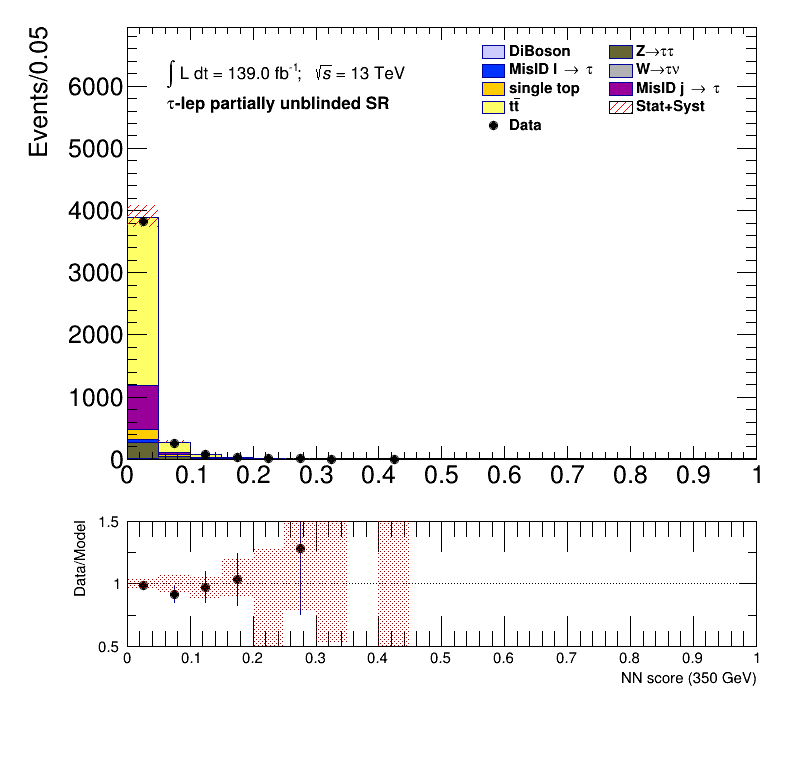 Events/0.05
6000
5000
4000
3000
2000
1000
0
∫ L dt = 139.0 fb⁻¹; √s = 13 TeV
τ-lep partially unblinded SR
DiBoson
MisID l → τ
single top
tt̄
Data
Z→ττ
W→τν
MisID j → τ
Stat+Syst
0 0.1 0.2 0.3 0.4 0.5 0.6 0.7 0.8 0.9 1
Data/Model
1.5
1
0.5
0 0.1 0.2 0.3 0.4 0.5 0.6 0.7 0.8 0.9 1
NN score (350 GeV)